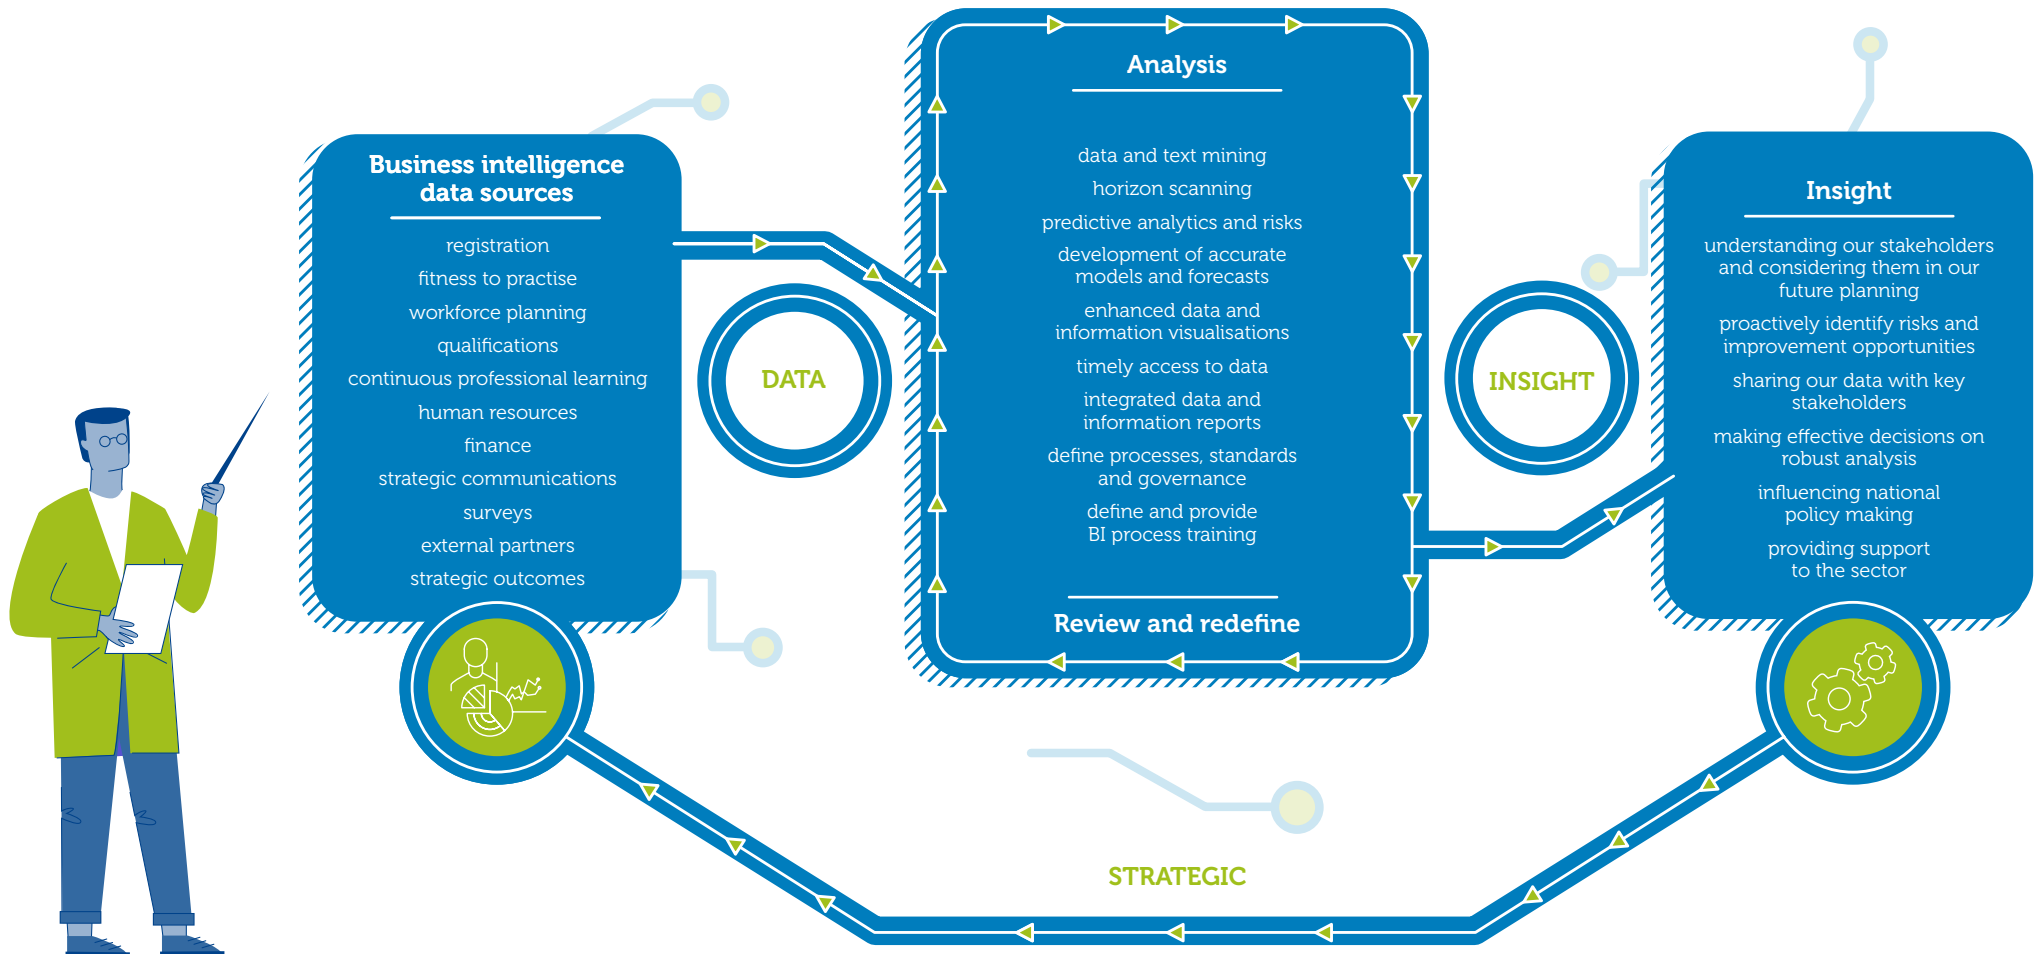 Business intelligence
data sources
registration
fitness to practise
workforce planning
qualifications
continuous professional learning
human resources
finance
strategic communications
surveys
external partners
strategic outcomes
DATA
Analysis
data and text mining
horizon scanning
predictive analytics and risks
development of accurate
models and forecasts
enhanced data and
information visualisations
timely access to data
integrated data and
information reports
define processes, standards
and governance
define and provide
BI process training
Review and redefine
INSIGHT
Insight
understanding our stakeholders
and considering them in our
future planning
proactively identify risks and
improvement opportunities
sharing our data with key
stakeholders
making effective decisions on
robust analysis
influencing national
policy making
providing support
to the sector
STRATEGIC